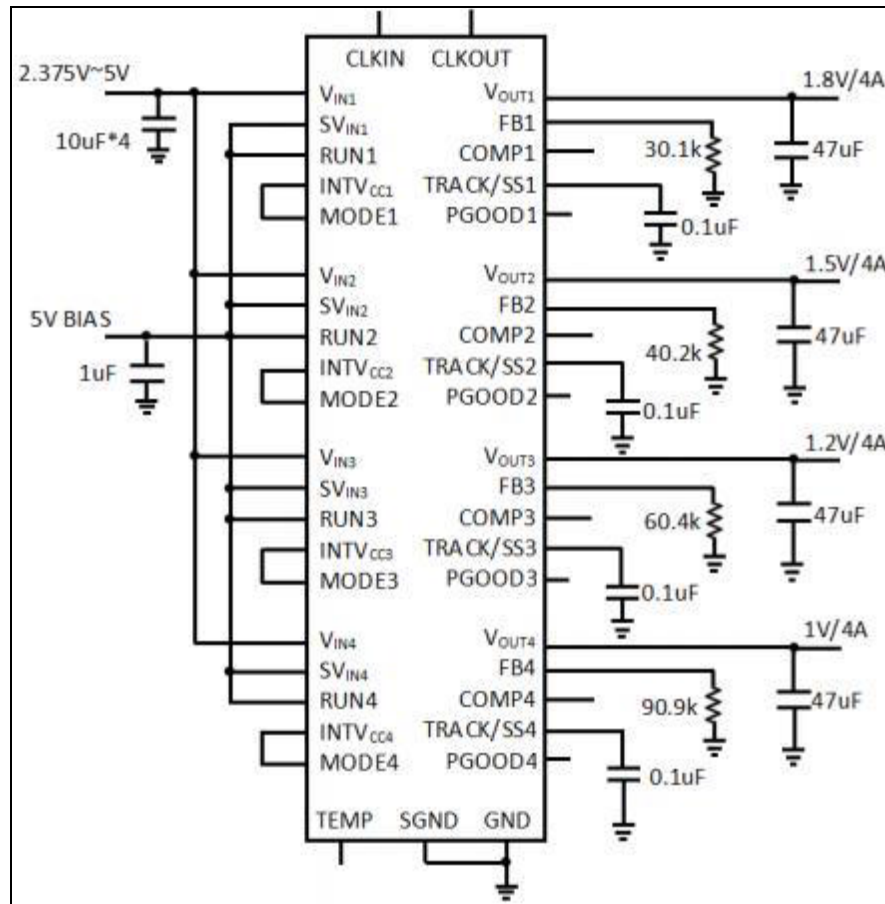 CLKIN CLKOUT
2.375V~5V
10uF*4
5V BIAS
1uF
VIN1
SVIN1
RUN1
INTVCC1
MODE1
VIN2
SVIN2
RUN2
INTVCC2
MODE2
VIN3
SVIN3
RUN3
INTVCC3
MODE3
VIN4
SVIN4
RUN4
INTVCC4
MODE4
VOUT1
FB1
COMP1
TRACK/SS1
PGOOD1
VOUT2
FB2
COMP2
TRACK/SS2
PGOOD2
VOUT3
FB3
COMP3
TRACK/SS3
PGOOD3
VOUT4
FB4
COMP4
TRACK/SS4
PGOOD4
1.8V/4A
30.1k
47uF
0.1uF
1.5V/4A
40.2k
47uF
0.1uF
1.2V/4A
60.4k
47uF
0.1uF
1V/4A
90.9k
47uF
0.1uF
TEMP SGND GND